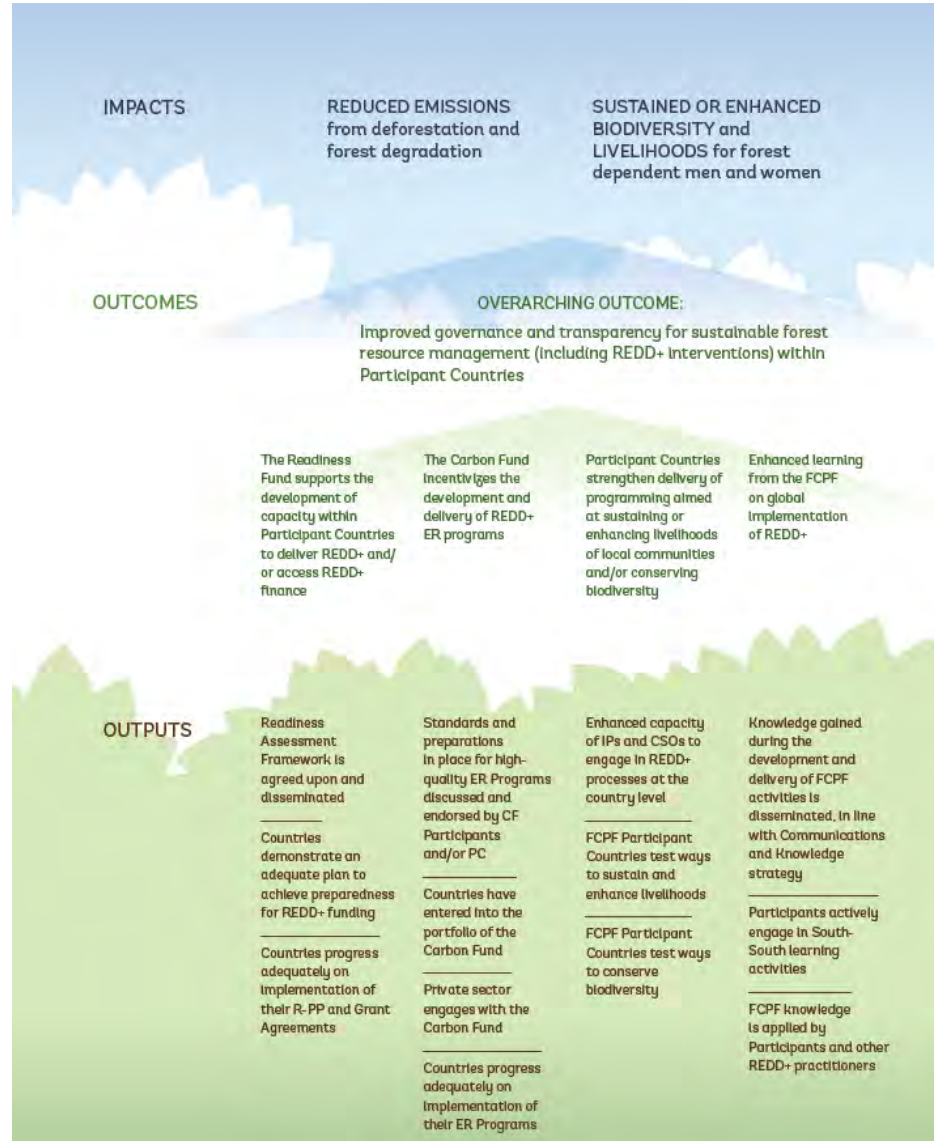 IMPACTS
REDUCED EMISSIONS
from deforestation and
forest degradation
SUSTAINED OR ENHANCED
BIODIVERSITY and
LIVELIHOODS for forest
dependent men and women
OUTCOMES
OVERARCHING OUTCOME:
Improved governance and transparency for sustainable forest
resource management (including REDD+ interventions) within
Participant Countries
The Readiness
Fund supports the
development of
capacity within
Participant Countries
to deliver REDD+ and/
or access REDD+
finance
The Carbon Fund
incentivizes the
development and
delivery of REDD+
ER programs
Participant Countries
strengthen delivery of
programming aimed
at sustaining or
enhancing livelihoods
of local communities
and/or conserving
biodiversity
Enhanced learning
from the FCPF
on global
implementation
of REDD+
OUTPUTS
Readiness
Assessment
Framework is
agreed upon and
disseminated
Countries
demonstrate an
adequate plan to
achieve preparedness
for REDD+ funding
Countries progress
adequately on
implementation of
their R-PP and Grant
Agreements
Standards and
preparations
in place for high-
quality ER Programs
discussed and
endorsed by CF
Participants
and/or PC
Countries have
entered into the
portfolio of the
Carbon Fund
Private sector
engages with the
Carbon Fund
Countries progress
adequately on
implementation of
their ER Programs
Enhanced capacity
of IPs and CSOs to
engage in REDD+
processes at the
country level
FCPF Participant
Countries test ways
to sustain and
enhance livelihoods
FCPF Participant
Countries test ways
to conserve
biodiversity
Knowledge gained
during the
development and
delivery of FCPF
activities is
disseminated, in line
with Communications
and Knowledge
strategy
Participants actively
engage in South-
South learning
activities
FCPF knowledge
is applied by
Participants and other
REDD+ practitioners